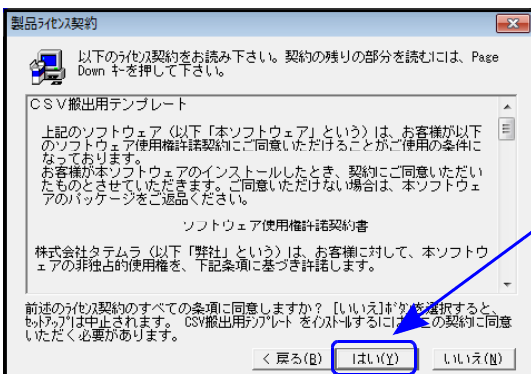 製品ライセンス契約
以下のライセンス契約をお読み下さい。契約の残りの部分を読むには、Page
Down キーを押して下さい。
CSV搬出用テンプレート
上記のソフトウェア(以下「本ソフトウェア」という)は、お客様が以下
のソフトウェア使用権許諾契約にご同意いただけることがご使用の条件に
なっております。
お客様が本ソフトウェアのインストールしたとき、契約にご同意いただい
たものとさせていただきます。ご同意いただけない場合は、本ソフトウェ
アのパッケージをご返品ください。
ソフトウェア使用権許諾契約書
株式会社タテムラ(以下「弊社」という)は、お客様に対して、本ソフトウ
ェアの非独占的使用権を、下記条項に基づき許諾します。
前述のライセンス契約のすべての条項に同意しますか? [いいえ]ボタンを選択すると、
セットアップは中止されます。 CSV搬出用テンプレート をインストールするには、この契約に同意
いただく必要があります。
< 戻る(B) はい(Y) いいえ(N)